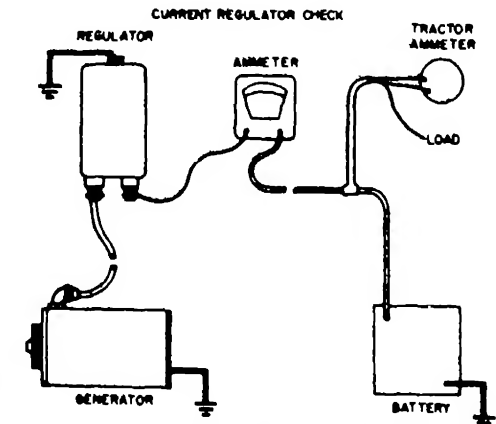 CURRENT REGULATOR CHECK
REGULATOR
AMMETER
TRACTOR
AMMETER
LOAD
GENERATOR
BATTERY